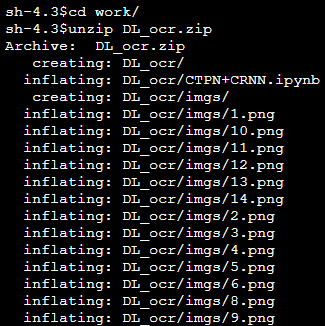 sh-4.3$cd work/
sh-4.3$unzip DL_ocr.zip
Archive:  DL_ocr.zip
   creating: DL_ocr/
  inflating: DL_ocr/CTPN+CRNN.ipynb
   creating: DL_ocr/imgs/
  inflating: DL_ocr/imgs/1.png
  inflating: DL_ocr/imgs/10.png
  inflating: DL_ocr/imgs/11.png
  inflating: DL_ocr/imgs/12.png
  inflating: DL_ocr/imgs/13.png
  inflating: DL_ocr/imgs/14.png
  inflating: DL_ocr/imgs/2.png
  inflating: DL_ocr/imgs/3.png
  inflating: DL_ocr/imgs/4.png
  inflating: DL_ocr/imgs/5.png
  inflating: DL_ocr/imgs/6.png
  inflating: DL_ocr/imgs/8.png
  inflating: DL_ocr/imgs/9.png